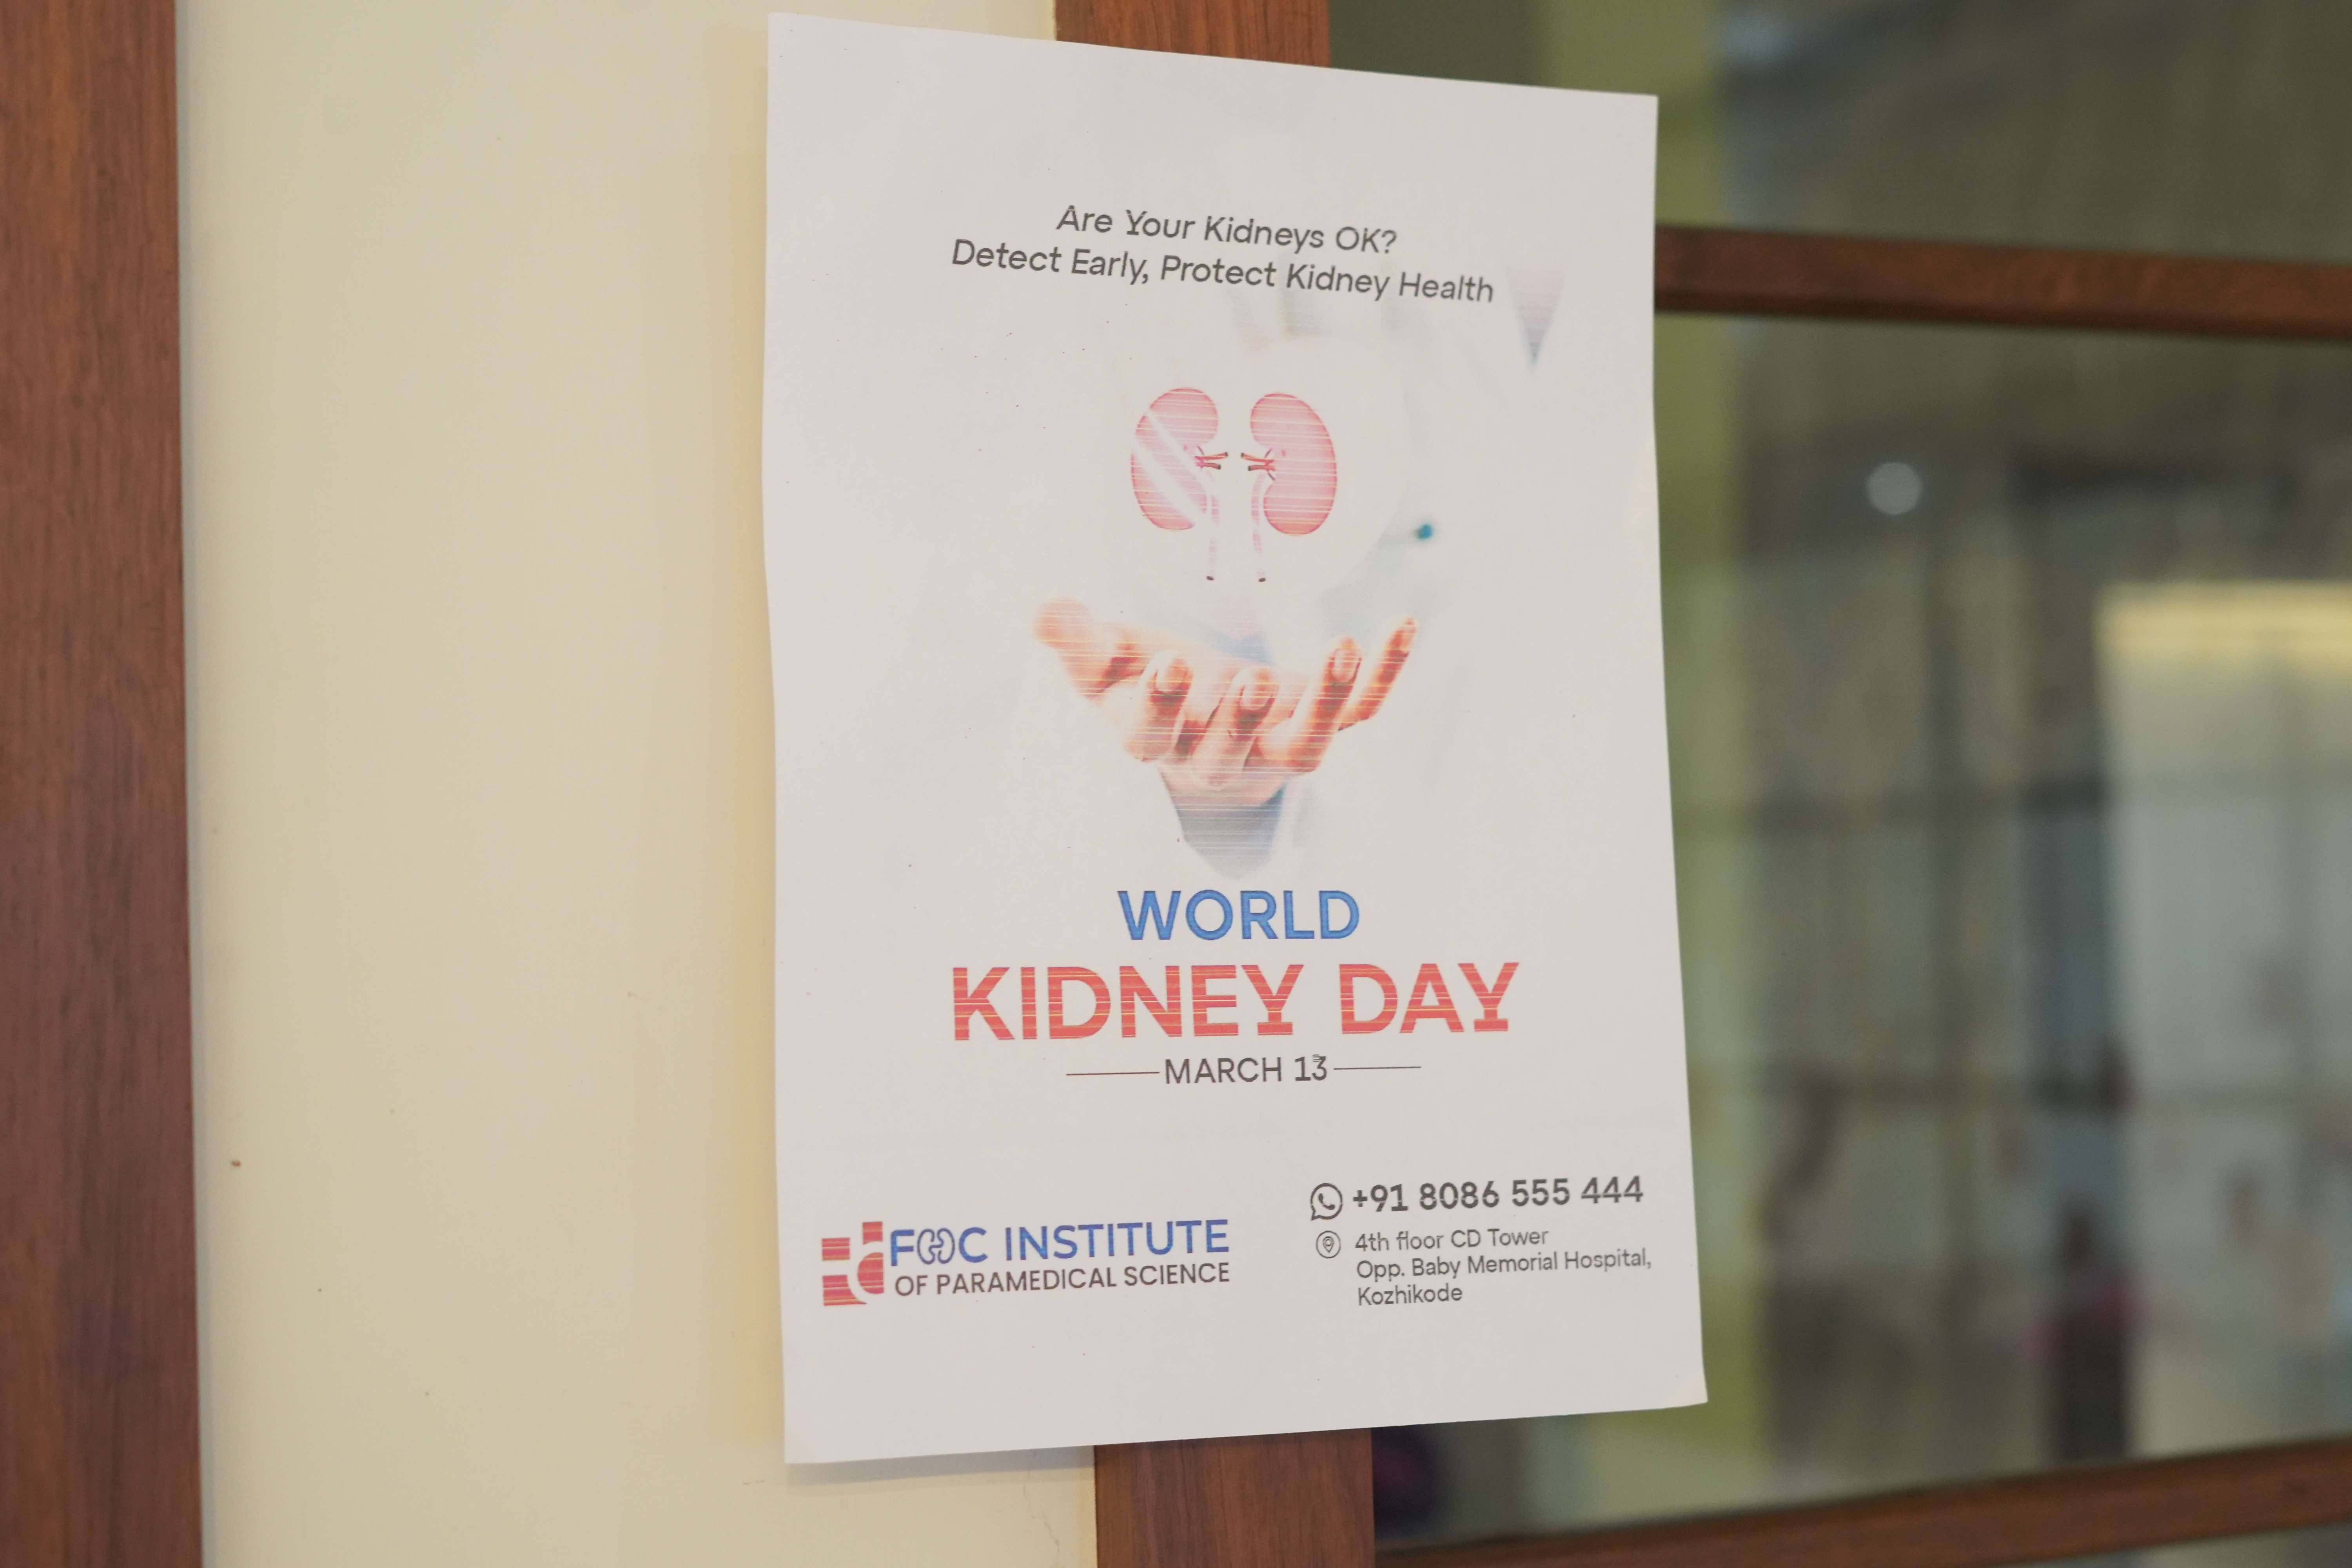 Are Your Kidneys OK?
Detect Early, Protect Kidney Health
WORLD
KIDNEY DAY
MARCH 13
FOC INSTITUTE
OF PARAMEDICAL SCIENCE
+91 8086 555 444
4th floor CD Tower
Opp. Baby Memorial Hospital,
Kozhikode